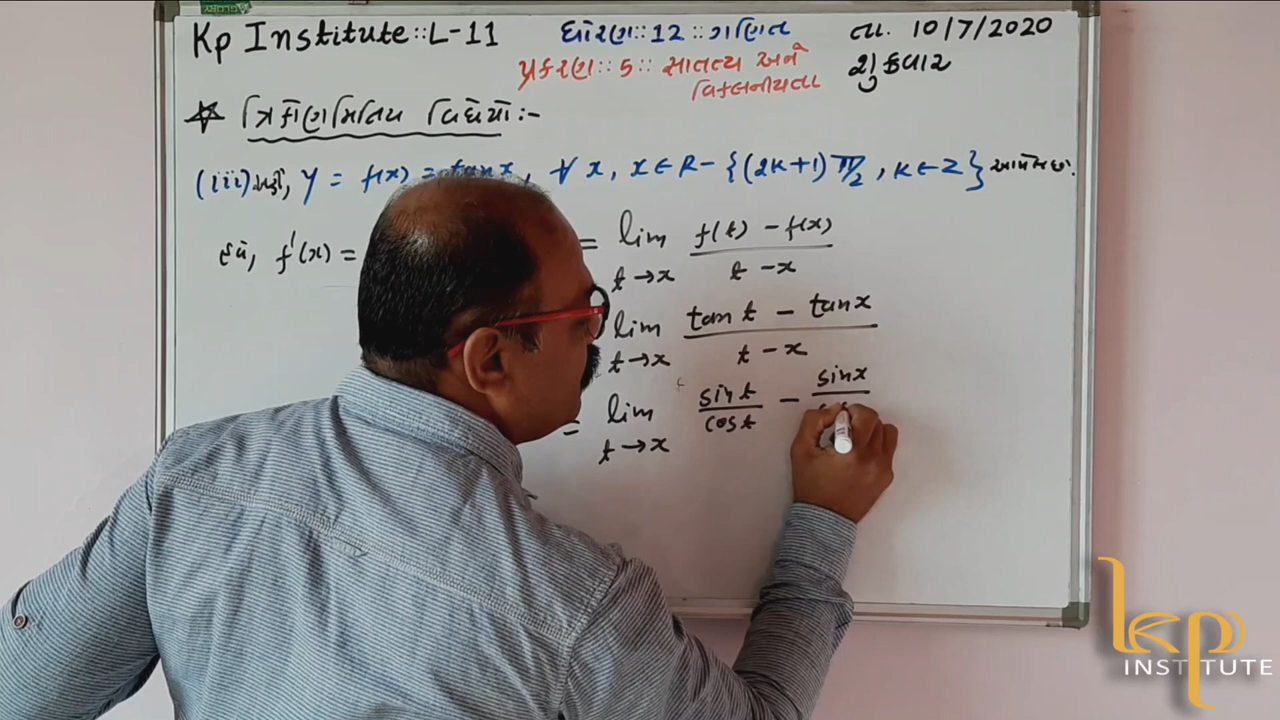 Kp Institute::L-11
ધોરણ::12::ગણિત
તા. 10/7/2020
પ્રકરણ::5::સાતત્ય અને
વિકલનીયતા
શુક્રવાર
ત્રિકોણમિતિય વિધેયો:-
(iii) અહીં, y = f(x) = tanx, ∀ x, x ∈ R - {(2K+1) π/2, K ∈ Z}
હવે, f'(x) = = lim t→x f(t) - f(x) / t - x
lim t→x tan t - tan x / t - x
= lim t→x sin t / cos t - sin x
kp
INSTITUTE